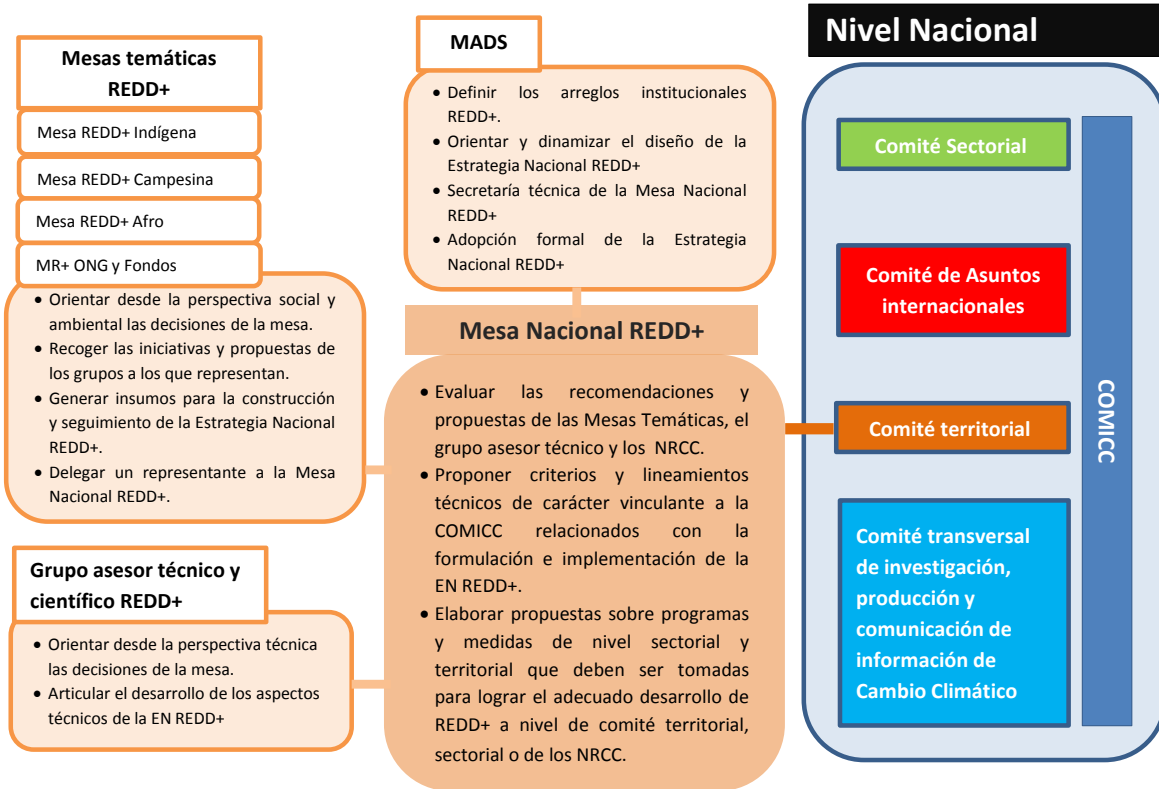 Mesas temáticas
REDD+
Mesa REDD+ Indígena
Mesa REDD+ Campesina
Mesa REDD+ Afro
MR+ ONG y Fondos
• Orientar desde la perspectiva social y
ambiental las decisiones de la mesa.
• Recoger las iniciativas y propuestas de
los grupos a los que representan.
• Generar insumos para la construcción
y seguimiento de la Estrategia Nacional
REDD+.
• Delegar un representante a la Mesa
Nacional REDD+.
Grupo asesor técnico y
científico REDD+
• Orientar desde la perspectiva técnica
las decisiones de la mesa.
• Articular el desarrollo de los aspectos
técnicos de la EN REDD+
MADS
• Definir los arreglos institucionales
REDD+.
• Orientar y dinamizar el diseño de la
Estrategia Nacional REDD+
• Secretaría técnica de la Mesa Nacional
REDD+
• Adopción formal de la Estrategia
Nacional REDD+
Mesa Nacional REDD+
• Evaluar las recomendaciones y
propuestas de las Mesas Temáticas, el
grupo asesor técnico y los NRCC.
• Proponer criterios y lineamientos
técnicos de carácter vinculante a la
COMICC relacionados con la
formulación e implementación de la
EN REDD+.
• Elaborar propuestas sobre programas
y medidas de nivel sectorial y
territorial que deben ser tomadas
para lograr el adecuado desarrollo de
REDD+ a nivel de comité territorial,
sectorial o de los NRCC.
Nivel Nacional
Comité Sectorial
Comité de Asuntos
internacionales
Comité territorial
Comité transversal
de investigación,
producción y
comunicación de
información de
Cambio Climático
COMICC